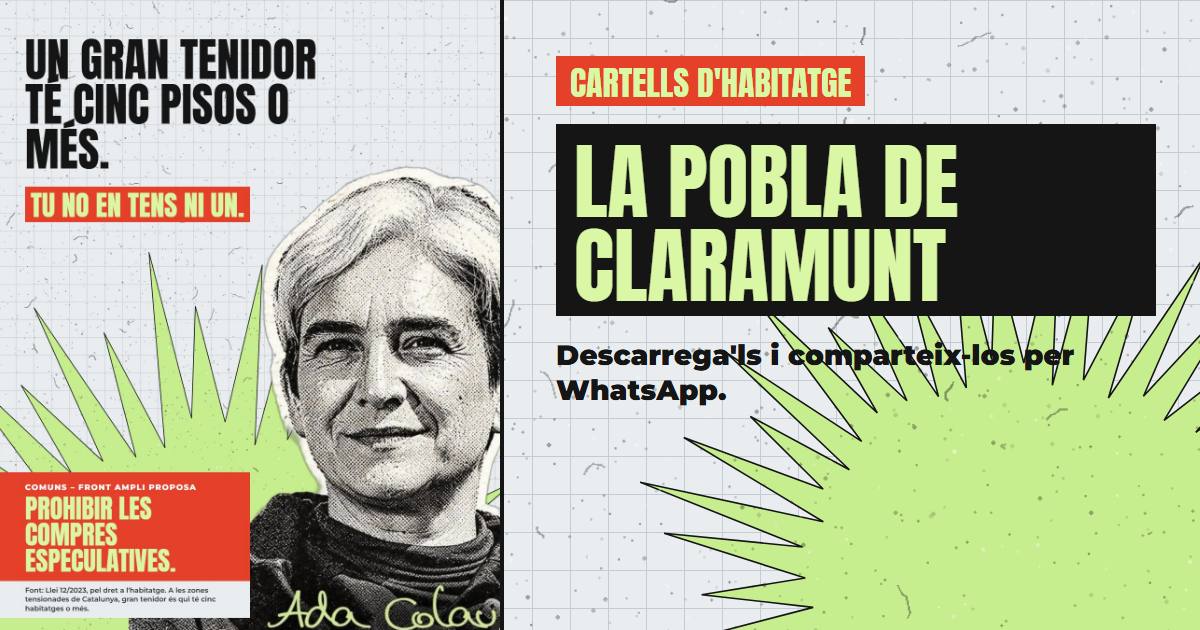 UN GRAN TENIDOR
TÉ CINC PISOS O
MÉS.
TU NO EN TENS NI UN.
COMUNS – FRONT AMPLI PROPOSA
PROHIBIR LES
COMPRES
ESPECULATIVES.
Font: Llei 12/2023, pel dret a l'habitatge. A les zones
tensionades de Catalunya, gran tenidor és qui té cinc
habitatges o més.
Ada Colau
CARTELLS D'HABITATGE
LA POBLA DE
CLARAMUNT
Descarrega'ls i comparteix-los per
WhatsApp.